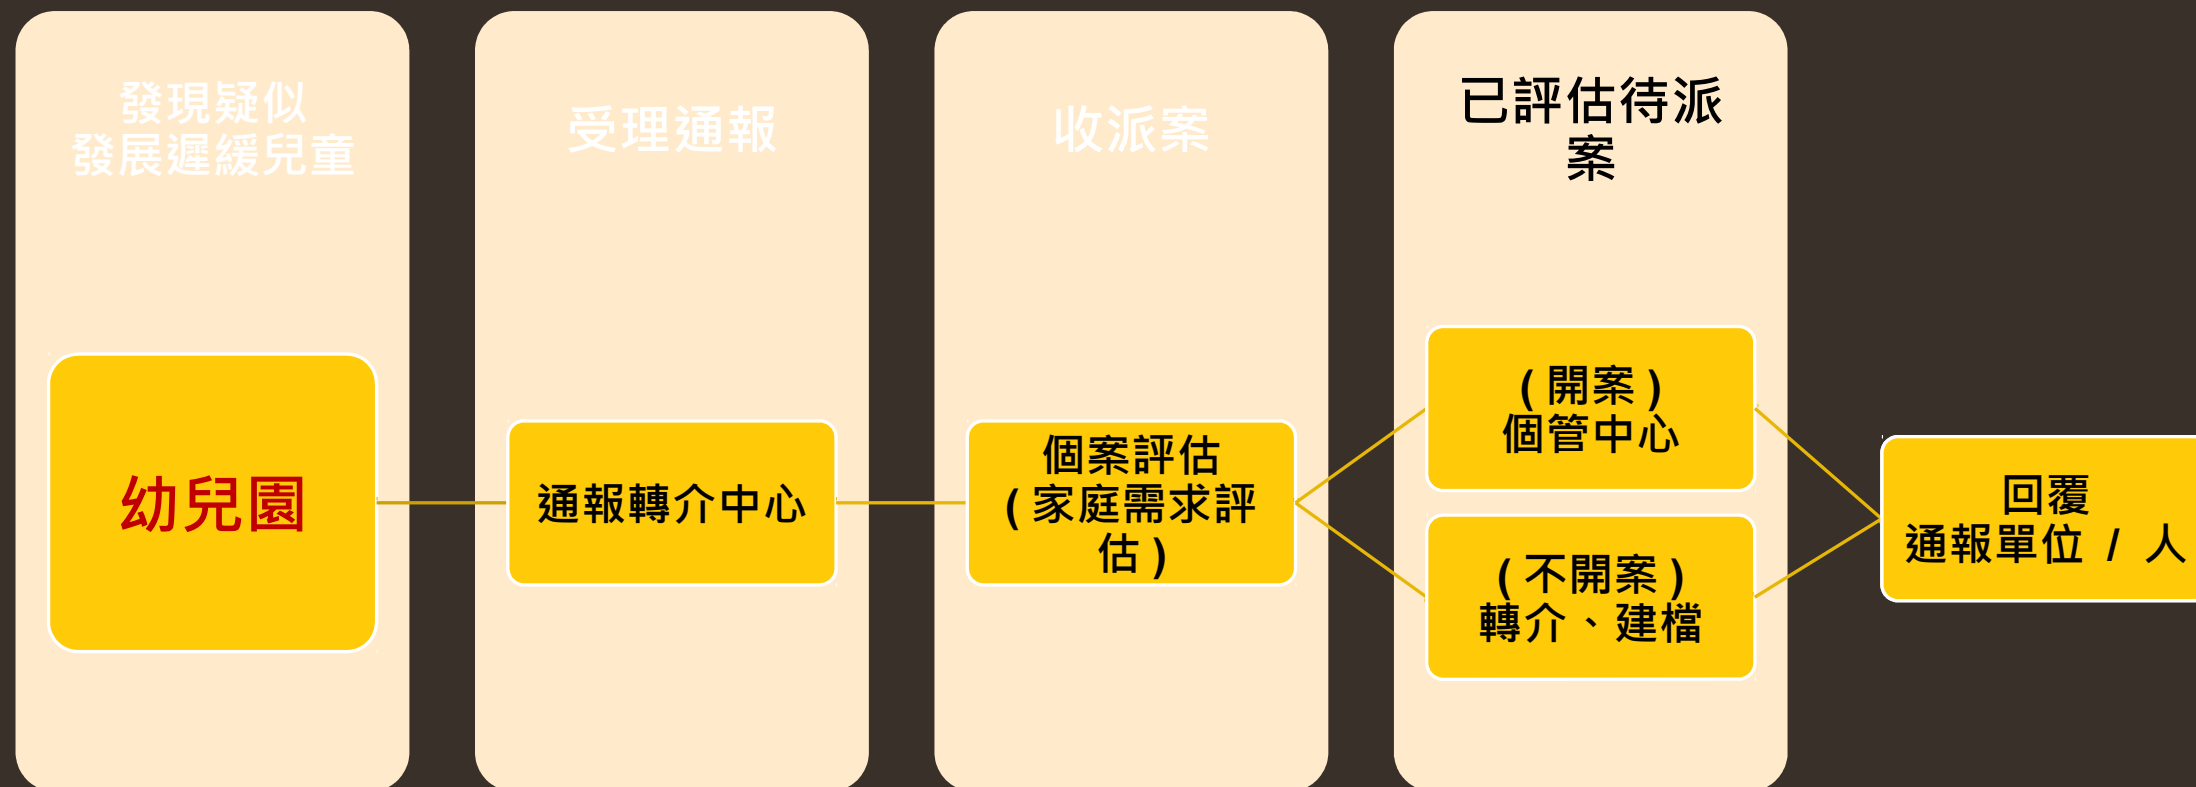 發現疑似
發展遲緩兒童
受理通報
收派案
已評估待派
案
幼兒園
通報轉介中心
個案評估
(家庭需求評
估)
(開案)
個管中心
(不開案)
轉介、建檔
回覆
通報單位 / 人